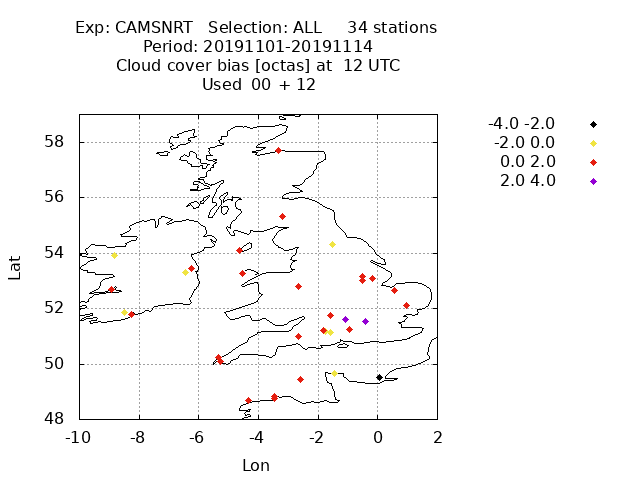 Exp: CAMSNRT Selection: ALL 34 stations
Period: 20191101-20191114
Cloud cover bias [octas] at 12 UTC
Used 00 + 12
-4.0 -2.0
-2.0 0.0
0.0 2.0
2.0 4.0
58
56
54
52
50
48
Lat
-10 -8 -6 -4 -2 0 2
Lon